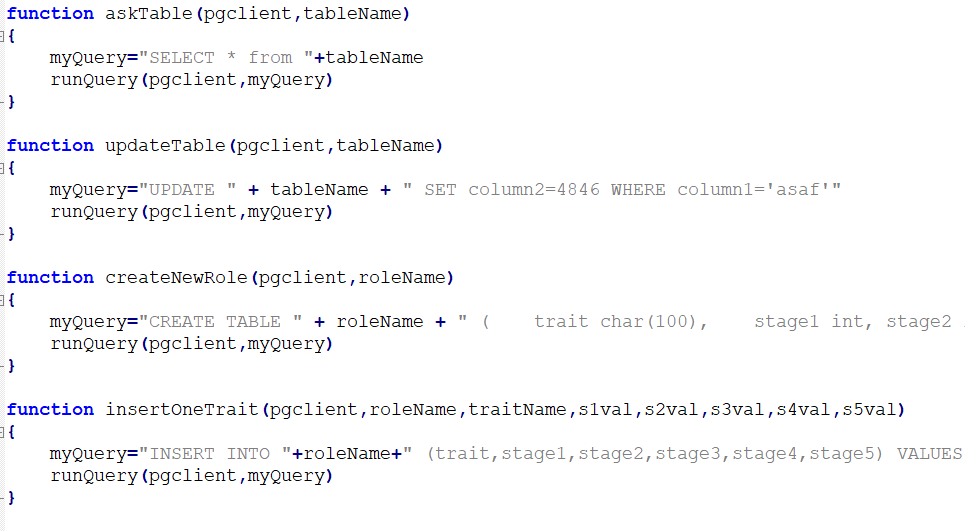 function askTable(pgclient,tableName)
{
    myQuery="SELECT * from "+tableName
    runQuery(pgclient,myQuery)
}

function updateTable(pgclient,tableName)
{
    myQuery="UPDATE " + tableName + " SET column2=4846 WHERE column1='asaf'"
    runQuery(pgclient,myQuery)
}

function createNewRole(pgclient,roleName)
{
    myQuery="CREATE TABLE " + roleName + " (    trait char(100),    stage1 int, stage2
    runQuery(pgclient,myQuery)
}

function insertOneTrait(pgclient,roleName,traitName,s1val,s2val,s3val,s4val,s5val)
{
    myQuery="INSERT INTO "+roleName+" (trait,stage1,stage2,stage3,stage4,stage5) VALUES
    runQuery(pgclient,myQuery)
}